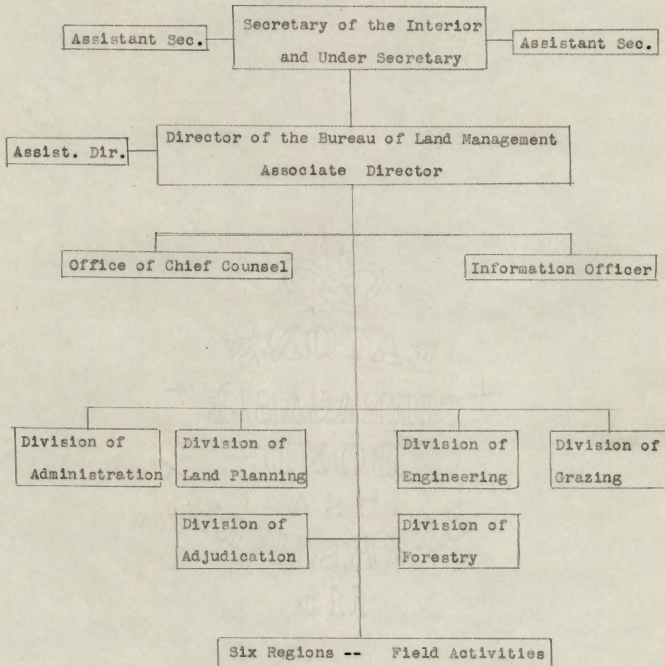 Secretary of the Interior
and Under Secretary
Assistant Sec.
Assistant Sec.
Director of the Bureau of Land Management
Associate Director
Assist. Dir.
Office of Chief Counsel
Information Officer
Division of
Administration
Division of
Land Planning
Division of
Engineering
Division of
Grazing
Division of
Adjudication
Division of
Forestry
Six Regions -- Field Activities